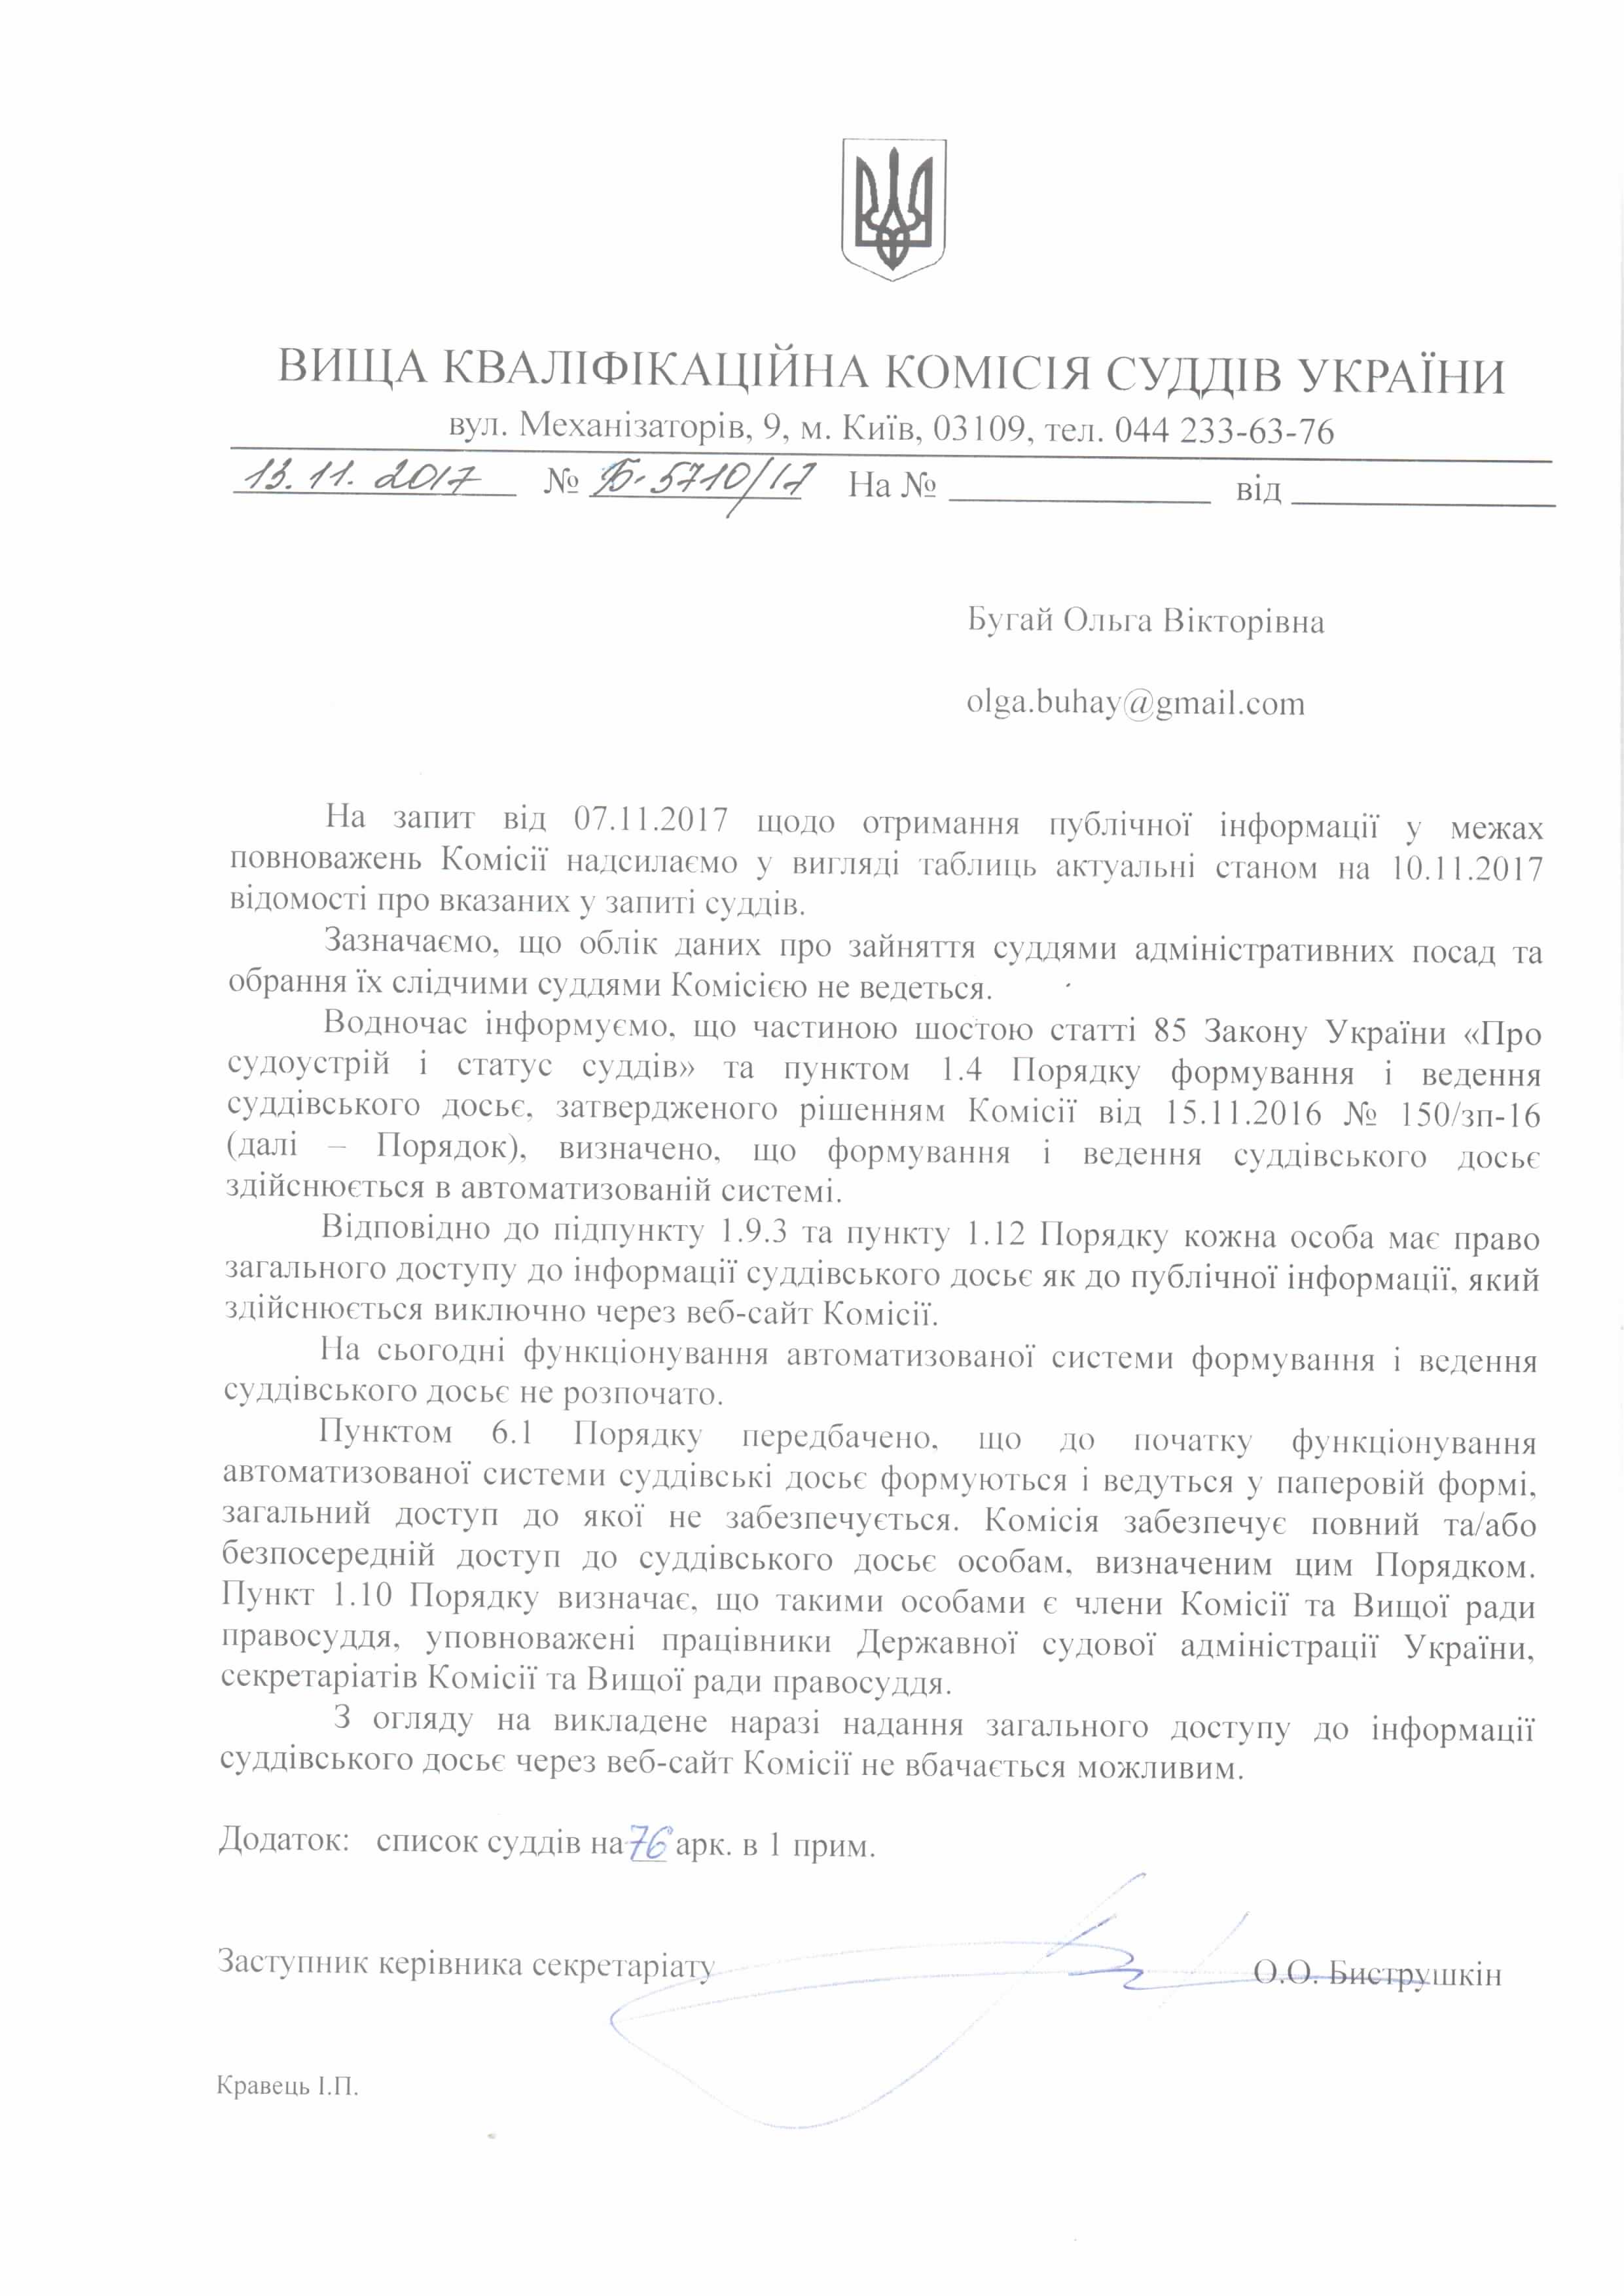 ВИЩА КВАЛІФІКАЦІЙНА КОМІСІЯ СУДДІВ УКРАЇНИ
вул. Механізаторів, 9, м. Київ, 03109, тел. 044 233-63-76
13.11.2017 № Б-5710/17 На № ____________ від ____________
Бугай Ольга Вікторівна
olga.buhay@gmail.com
На запит від 07.11.2017 щодо отримання публічної інформації у межах
повноважень Комісії надсилаємо у вигляді таблиць актуальні станом на 10.11.2017
відомості про вказаних у запиті суддів.
Зазначаємо, що облік даних про зайняття суддями адміністративних посад та
обрання їх слідчими суддями Комісією не ведеться.
Водночас інформуємо, що частиною шостою статті 85 Закону України «Про
судоустрій і статус суддів» та пунктом 1.4 Порядку формування і ведення
суддівського досьє, затвердженого рішенням Комісії від 15.11.2016 № 150/зп-16
(далі – Порядок), визначено, що формування і ведення суддівського досьє
здійснюється в автоматизованій системі.
Відповідно до підпункту 1.9.3 та пункту 1.12 Порядку кожна особа має право
загального доступу до інформації суддівського досьє як до публічної інформації, який
здійснюється виключно через веб-сайт Комісії.
На сьогодні функціонування автоматизованої системи формування і ведення
суддівського досьє не розпочато.
Пунктом 6.1 Порядку передбачено, що до початку функціонування
автоматизованої системи суддівські досьє формуються і ведуться у паперовій формі,
загальний доступ до якої не забезпечується. Комісія забезпечує повний та/або
безпосередній доступ до суддівського досьє особам, визначеним цим Порядком.
Пункт 1.10 Порядку визначає, що такими особами є члени Комісії та Вищої ради
правосуддя, уповноважені працівники Державної судової адміністрації України,
секретаріатів Комісії та Вищої ради правосуддя.
З огляду на викладене наразі надання загального доступу до інформації
суддівського досьє через веб-сайт Комісії не вбачається можливим.
Додаток: список суддів на 76 арк. в 1 прим.
Заступник керівника секретаріату О.О. Биструшкін
Кравець І.П.